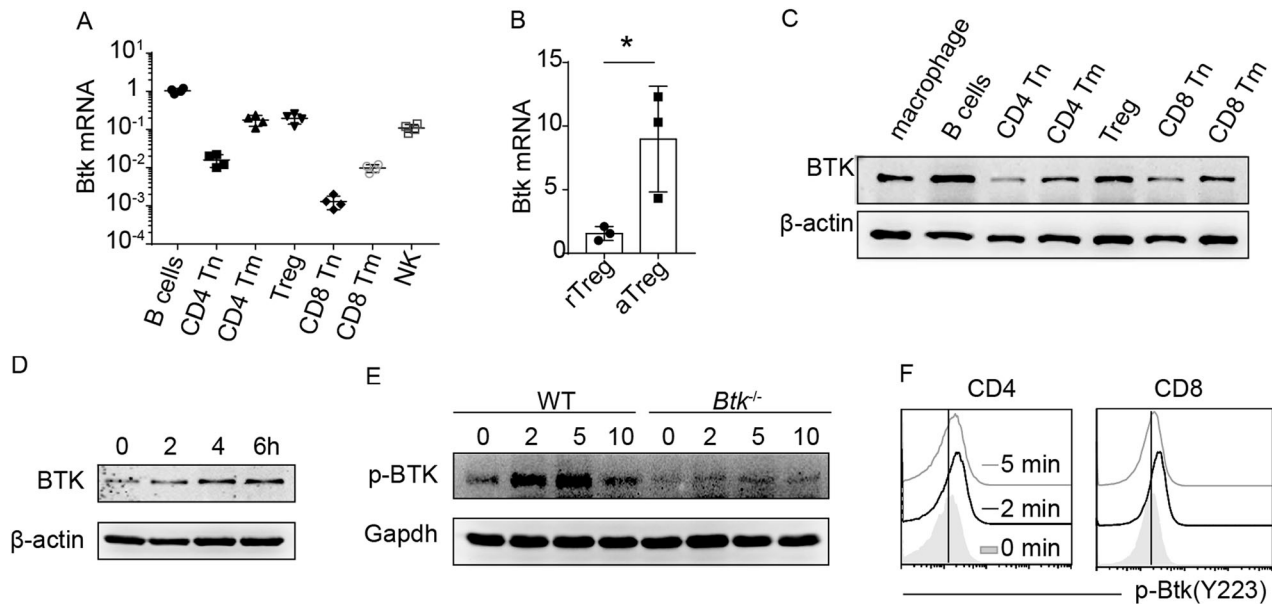 A
Btk mRNA
10¹
1
10⁻¹
10⁻²
10⁻³
10⁻⁴
B cells
CD4 Tn
CD4 Tm
Treg
CD8 Tn
CD8 Tm
NK
B
*
Btk mRNA
15
10
5
0
rTreg
aTreg
C
macrophage
B cells
CD4 Tn
CD4 Tm
Treg
CD8 Tn
CD8 Tm
BTK
β-actin
D
0 2 4 6h
BTK
β-actin
E
WT Btk⁻/⁻
0 2 5 10 0 2 5 10
p-BTK
Gapdh
F
CD4 CD8
5 min
2 min
0 min
p-Btk(Y223)